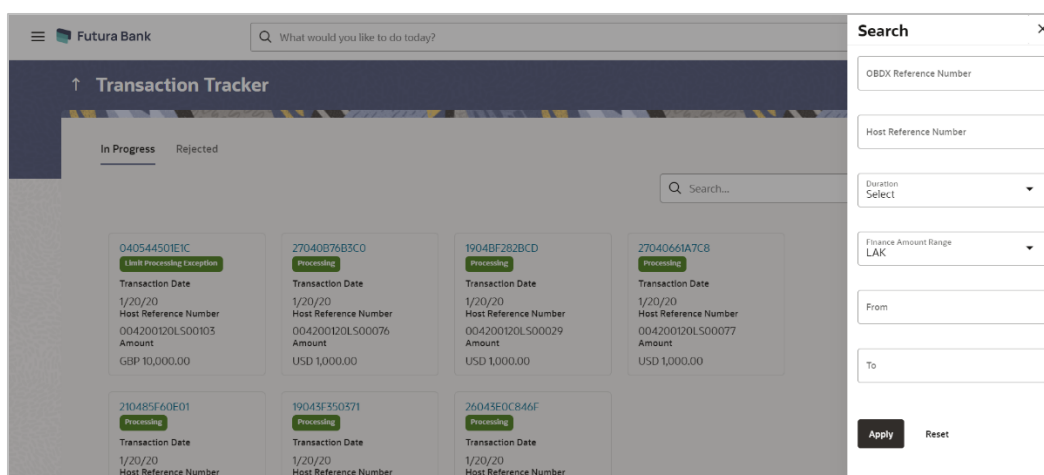 Futura Bank
What would you like to do today?
Transaction Tracker
In Progress
Rejected
Search...
040544501E1C
Limit Processing Exception
Transaction Date
1/20/20
Host Reference Number
004200120LS00103
Amount
GBP 10,000.00
27040B76B3C0
Processing
Transaction Date
1/20/20
Host Reference Number
004200120LS00076
Amount
USD 1,000.00
1904BF282BCD
Processing
Transaction Date
1/20/20
Host Reference Number
004200120LS00029
Amount
USD 1,000.00
27040661A7C8
Processing
Transaction Date
1/20/20
Host Reference Number
004200120LS00077
Amount
USD 1,000.00
210485F60E01
Processing
Transaction Date
1/20/20
Host Reference Number
19043F350371
Processing
Transaction Date
1/20/20
Host Reference Number
26043E0C846F
Processing
Transaction Date
1/20/20
Host Reference Number
Search
OBDX Reference Number
Host Reference Number
Duration
Select
Finance Amount Range
LAK
From
To
Apply
Reset